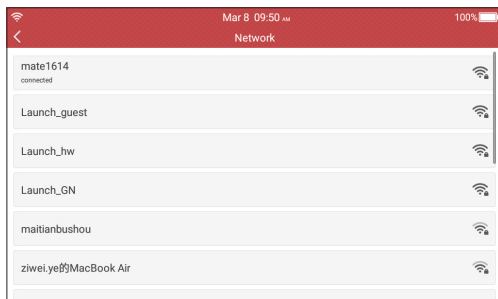 Mar 8 09:50 AM
100%
Network
mate1614
connected
Launch_guest
Launch_hw
Launch_GN
maitianbushou
ziwei.ye的MacBook Air